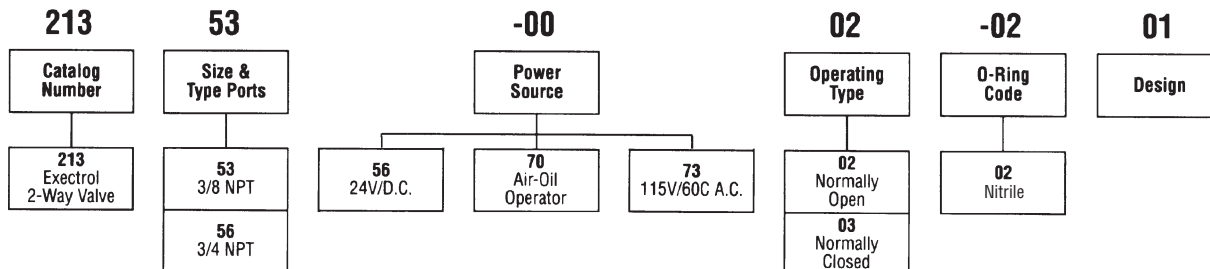 213 53 -00 02 -02 01
Catalog
Number
Size &
Type Ports
Power
Source
Operating
Type
O-Ring
Code
Design
213
Exectrol
2-Way Valve
53
3/8 NPT
56
3/4 NPT
56
24V/D.C.
70
Air-Oil
Operator
73
115V/60C A.C.
02
Normally
Open
03
Normally
Closed
02
Nitrile